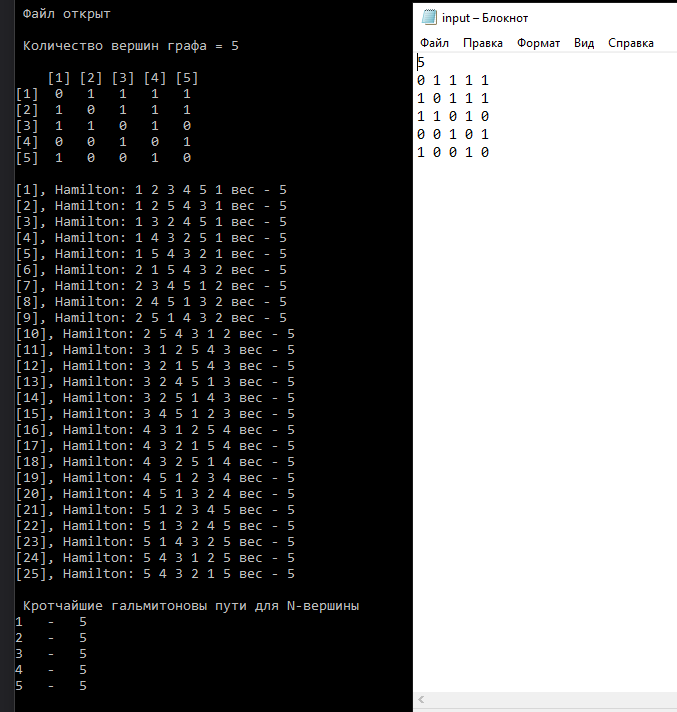 Файл открыт
Количество вершин графа = 5
[1] [2] [3] [4] [5]
[1] 0 1 1 1 1
[2] 1 0 1 1 1
[3] 1 1 0 1 0
[4] 0 0 1 0 1
[5] 1 0 0 1 0
[1], Hamilton: 1 2 3 4 5 1 вес - 5
[2], Hamilton: 1 2 5 4 3 1 вес - 5
[3], Hamilton: 1 3 2 4 5 1 вес - 5
[4], Hamilton: 1 4 3 2 5 1 вес - 5
[5], Hamilton: 1 5 4 3 2 1 вес - 5
[6], Hamilton: 2 1 5 4 3 2 вес - 5
[7], Hamilton: 2 3 4 5 1 2 вес - 5
[8], Hamilton: 2 4 5 1 3 2 вес - 5
[9], Hamilton: 2 5 1 4 3 2 вес - 5
[10], Hamilton: 2 5 4 3 1 2 вес - 5
[11], Hamilton: 3 1 2 5 4 3 вес - 5
[12], Hamilton: 3 2 1 5 4 3 вес - 5
[13], Hamilton: 3 2 4 5 1 3 вес - 5
[14], Hamilton: 3 2 5 1 4 3 вес - 5
[15], Hamilton: 3 4 5 1 2 3 вес - 5
[16], Hamilton: 4 3 1 2 5 4 вес - 5
[17], Hamilton: 4 3 2 1 5 4 вес - 5
[18], Hamilton: 4 3 2 5 1 4 вес - 5
[19], Hamilton: 4 5 1 2 3 4 вес - 5
[20], Hamilton: 4 5 1 3 2 4 вес - 5
[21], Hamilton: 5 1 2 3 4 5 вес - 5
[22], Hamilton: 5 1 3 2 4 5 вес - 5
[23], Hamilton: 5 1 4 3 2 5 вес - 5
[24], Hamilton: 5 4 3 1 2 5 вес - 5
[25], Hamilton: 5 4 3 2 1 5 вес - 5
Кротчайшие гальмитоновы пути для N-вершины
1 - 5
2 - 5
3 - 5
4 - 5
5 - 5
input – Блокнот
Файл Правка Формат Вид Справка
5
0 1 1 1 1
1 0 1 1 1
1 1 0 1 0
0 0 1 0 1
1 0 0 1 0